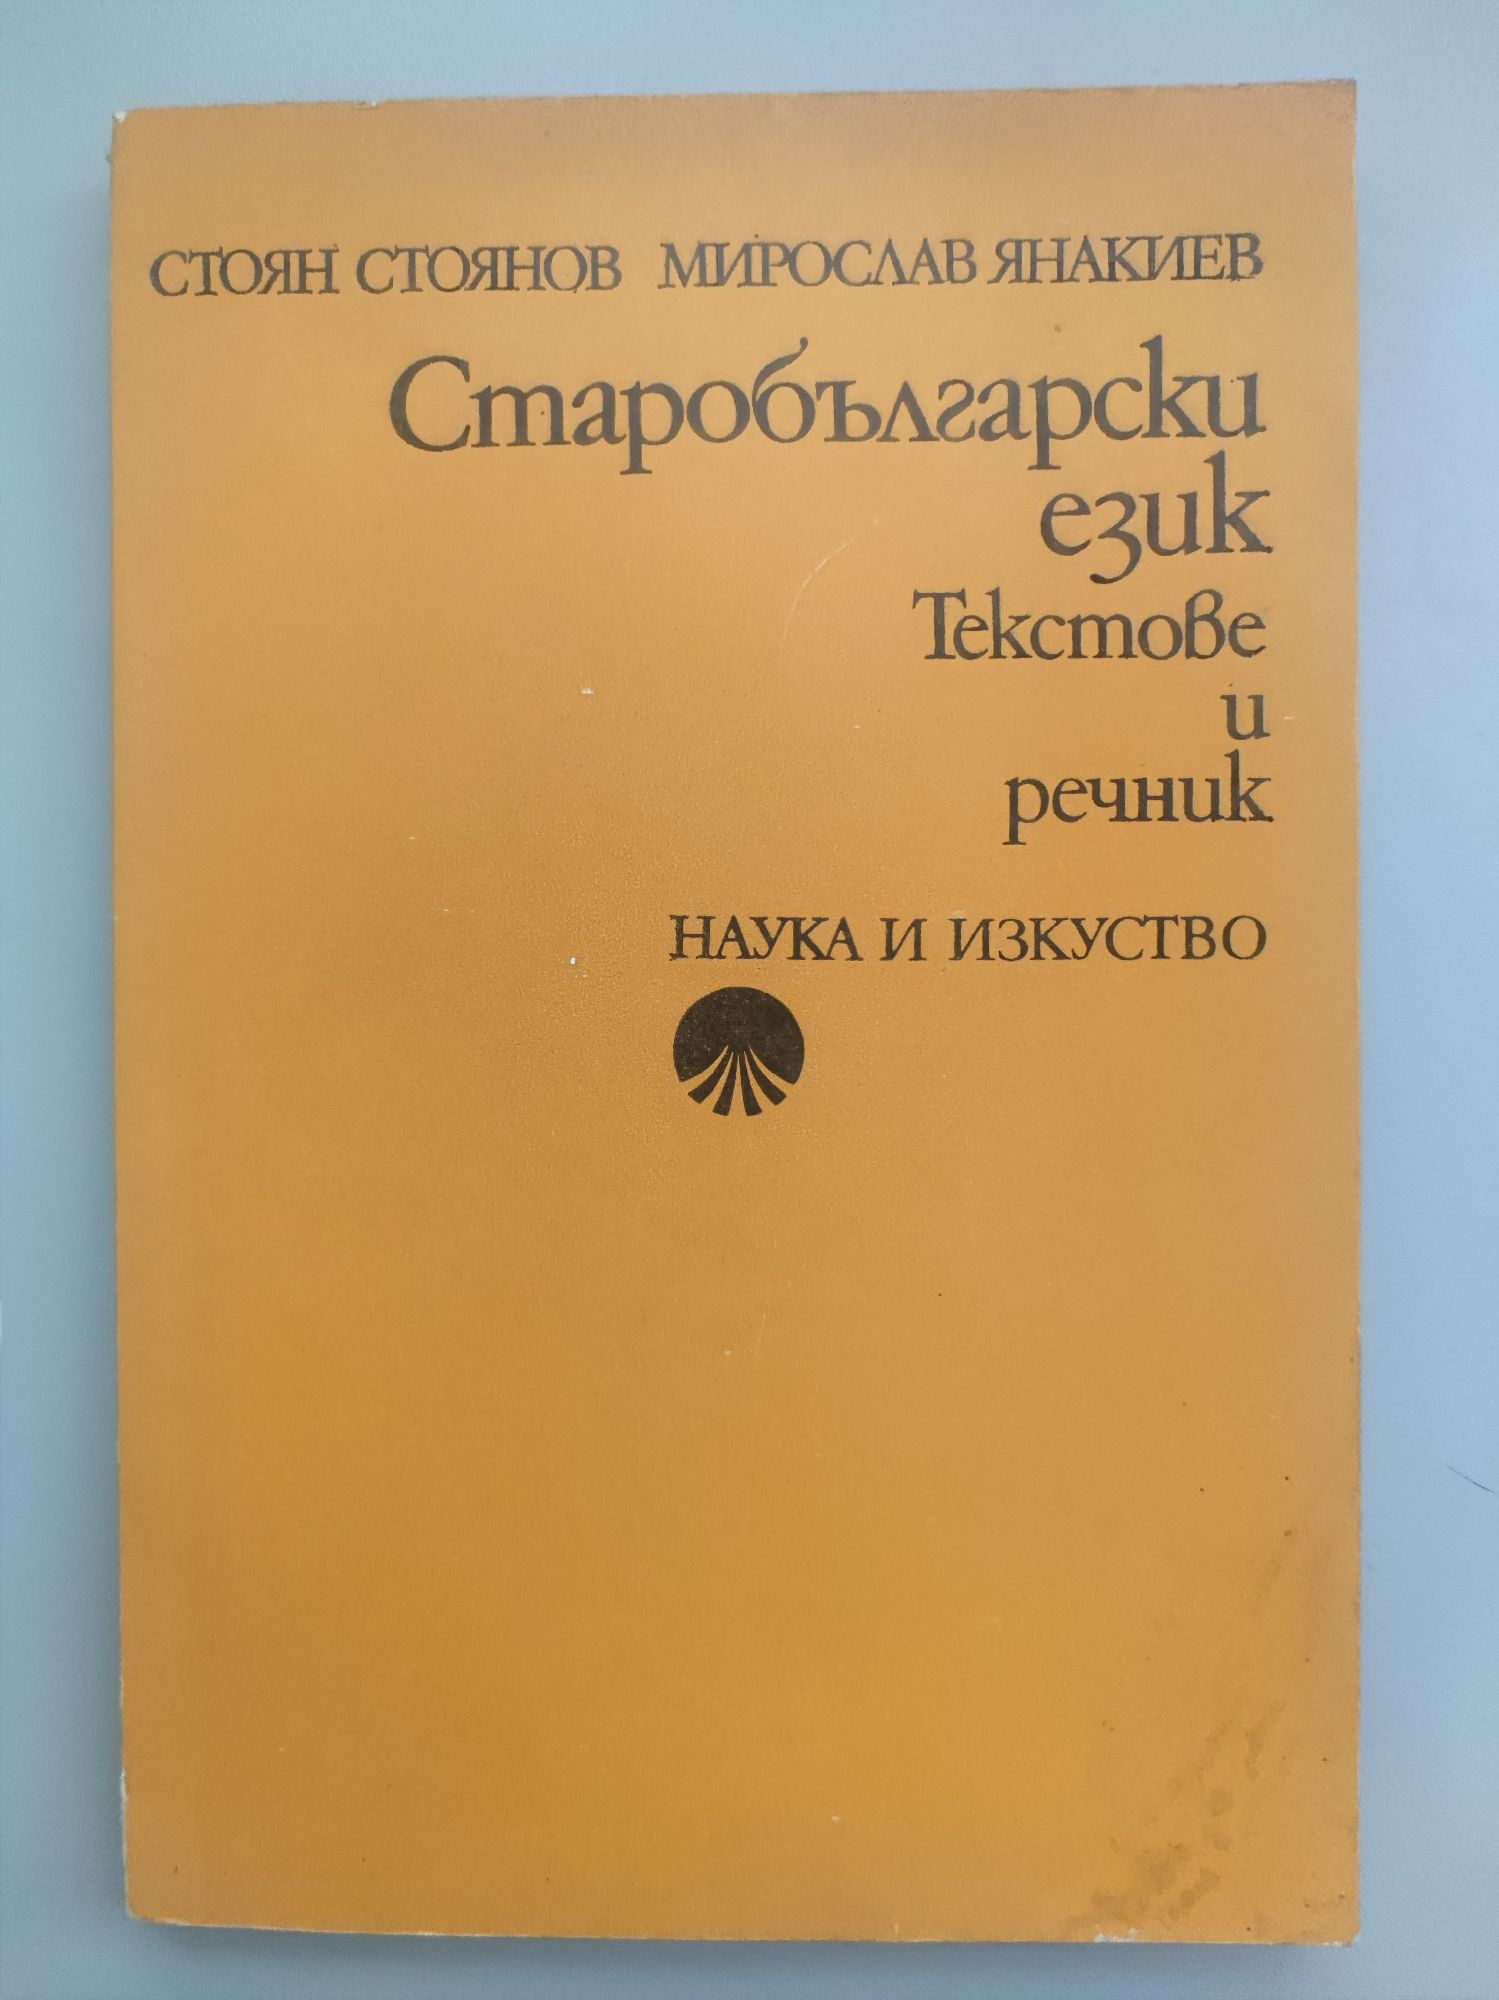 СТОЯН СТОЯНОВ МИРОСЛАВ ЯНАКИЕВ
Старобългарски
език
Текстове
и
речник
НАУКА И ИЗКУСТВО